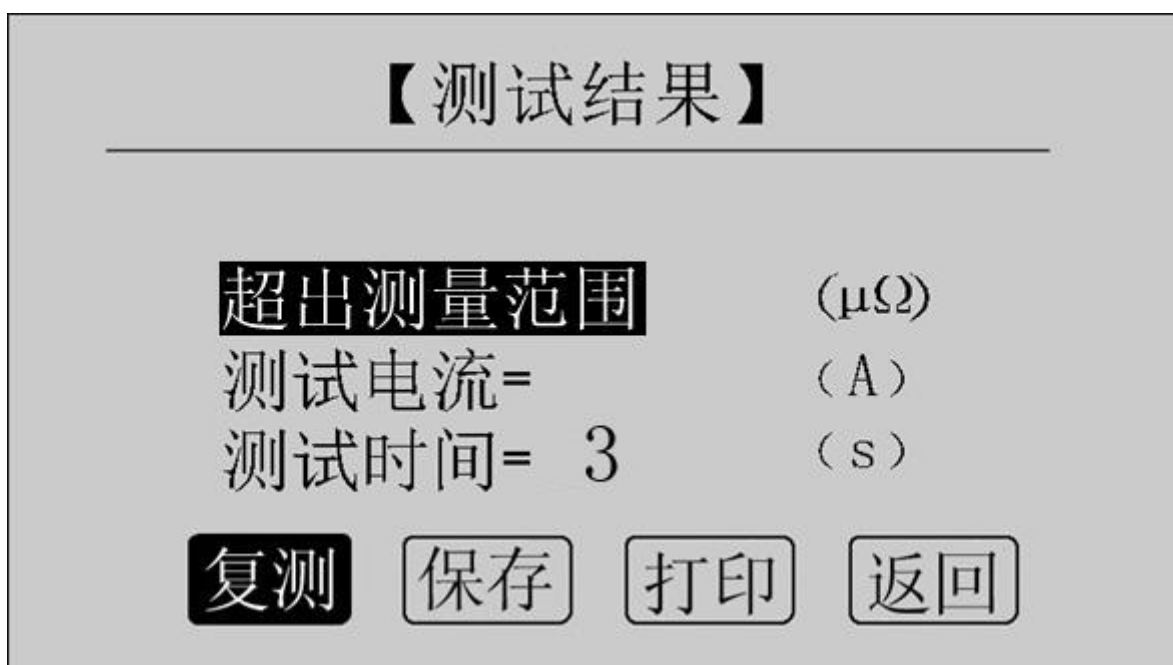 【测试结果】
超出测量范围 (μΩ)
测试电流= （A）
测试时间= 3 （s）
复测 保存 打印 返回